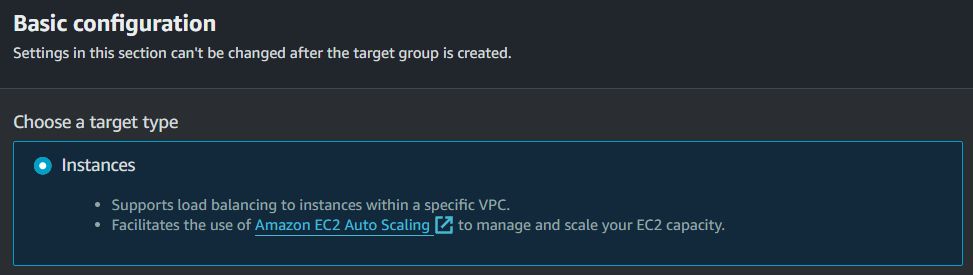 Basic configuration
Settings in this section can't be changed after the target group is created.
Choose a target type
Instances
• Supports load balancing to instances within a specific VPC.
• Facilitates the use of Amazon EC2 Auto Scaling to manage and scale your EC2 capacity.